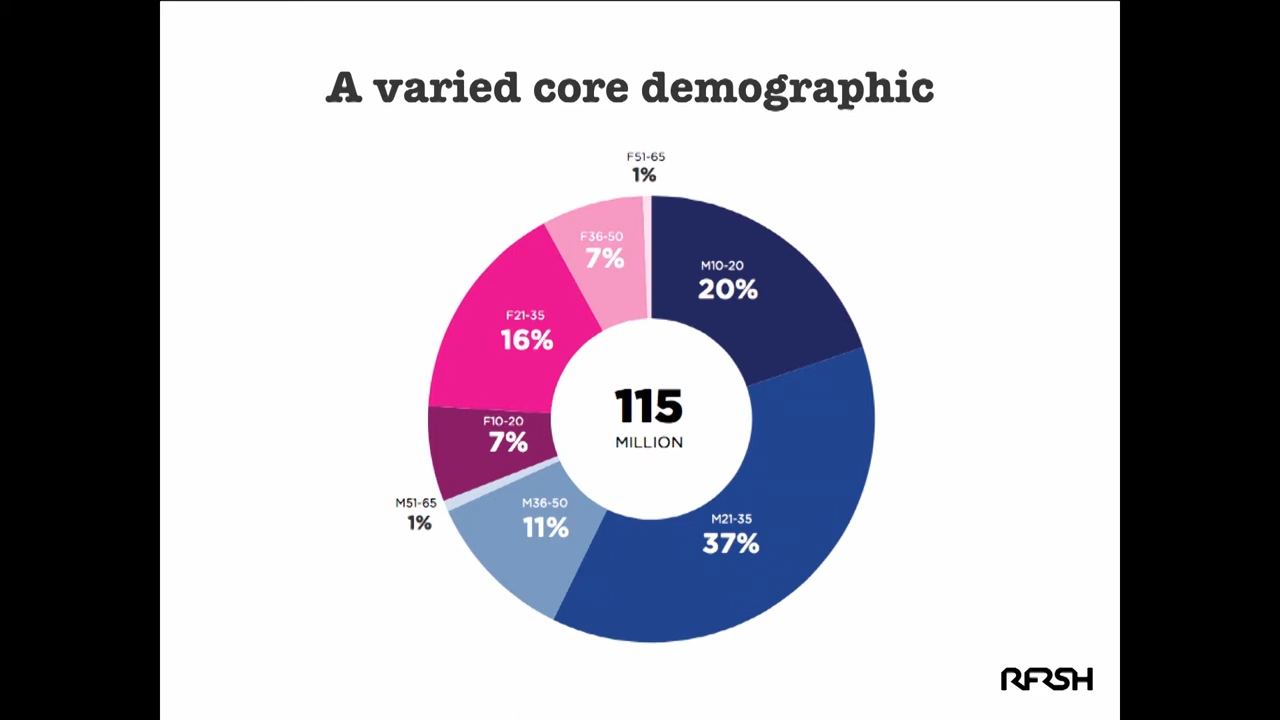 A varied core demographic
F51-65
1%
F36-50
7%
M10-20
20%
F21-35
16%
115
MILLION
F10-20
7%
M51-65
1%
M36-50
11%
M21-35
37%
RFRSH